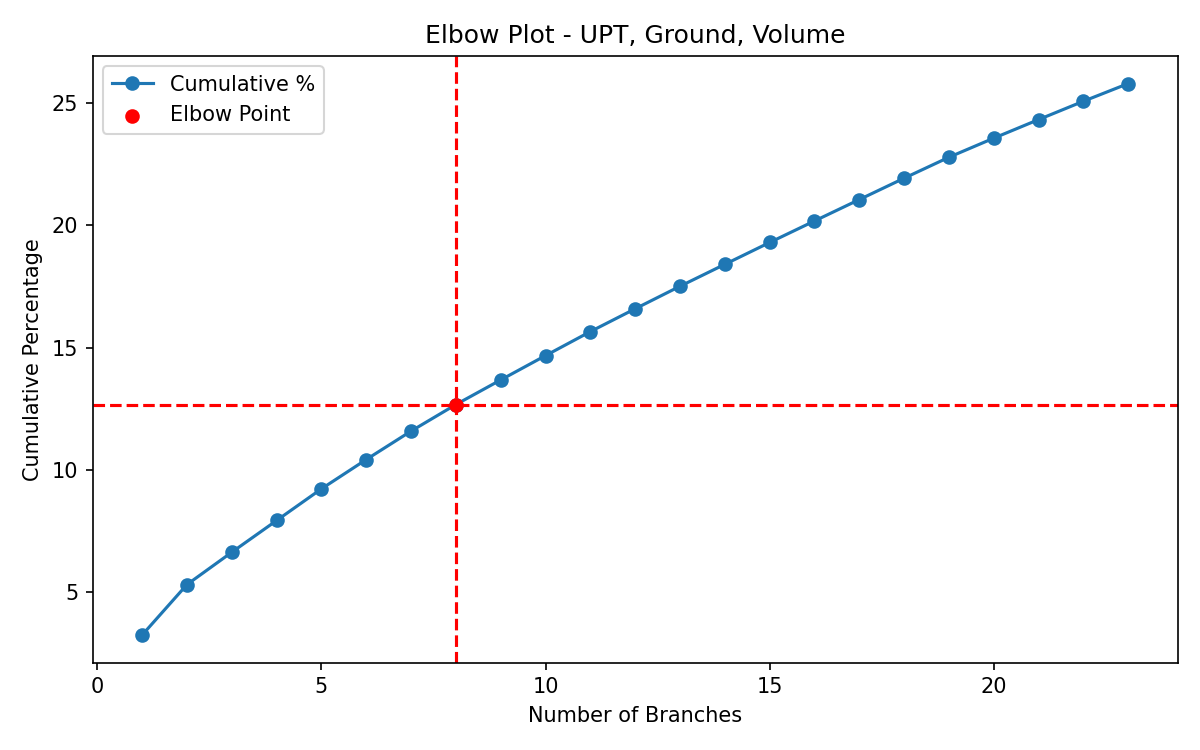 Elbow Plot - UPT, Ground, Volume
Cumulative %
Elbow Point
Cumulative Percentage
25
20
15
10
5
0
5
10
15
20
Number of Branches